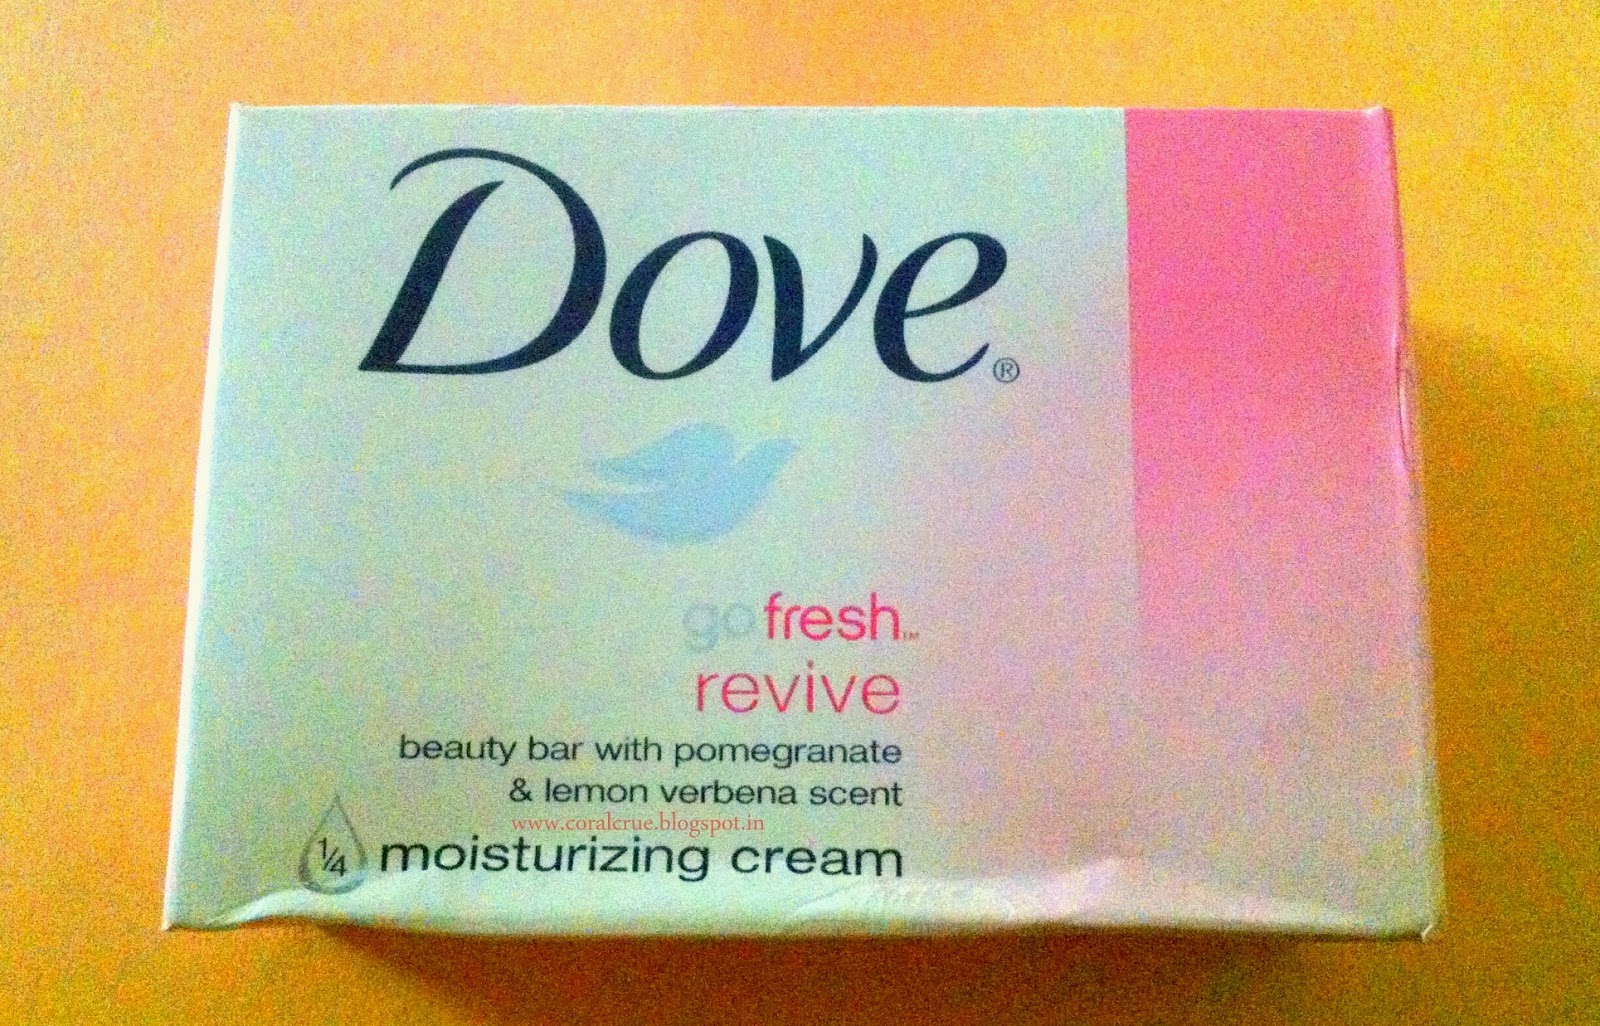 Dove®
go fresh™
revive
beauty bar with pomegranate
& lemon verbena scent
www.coralcrue.blogspot.in
1/4 moisturizing cream